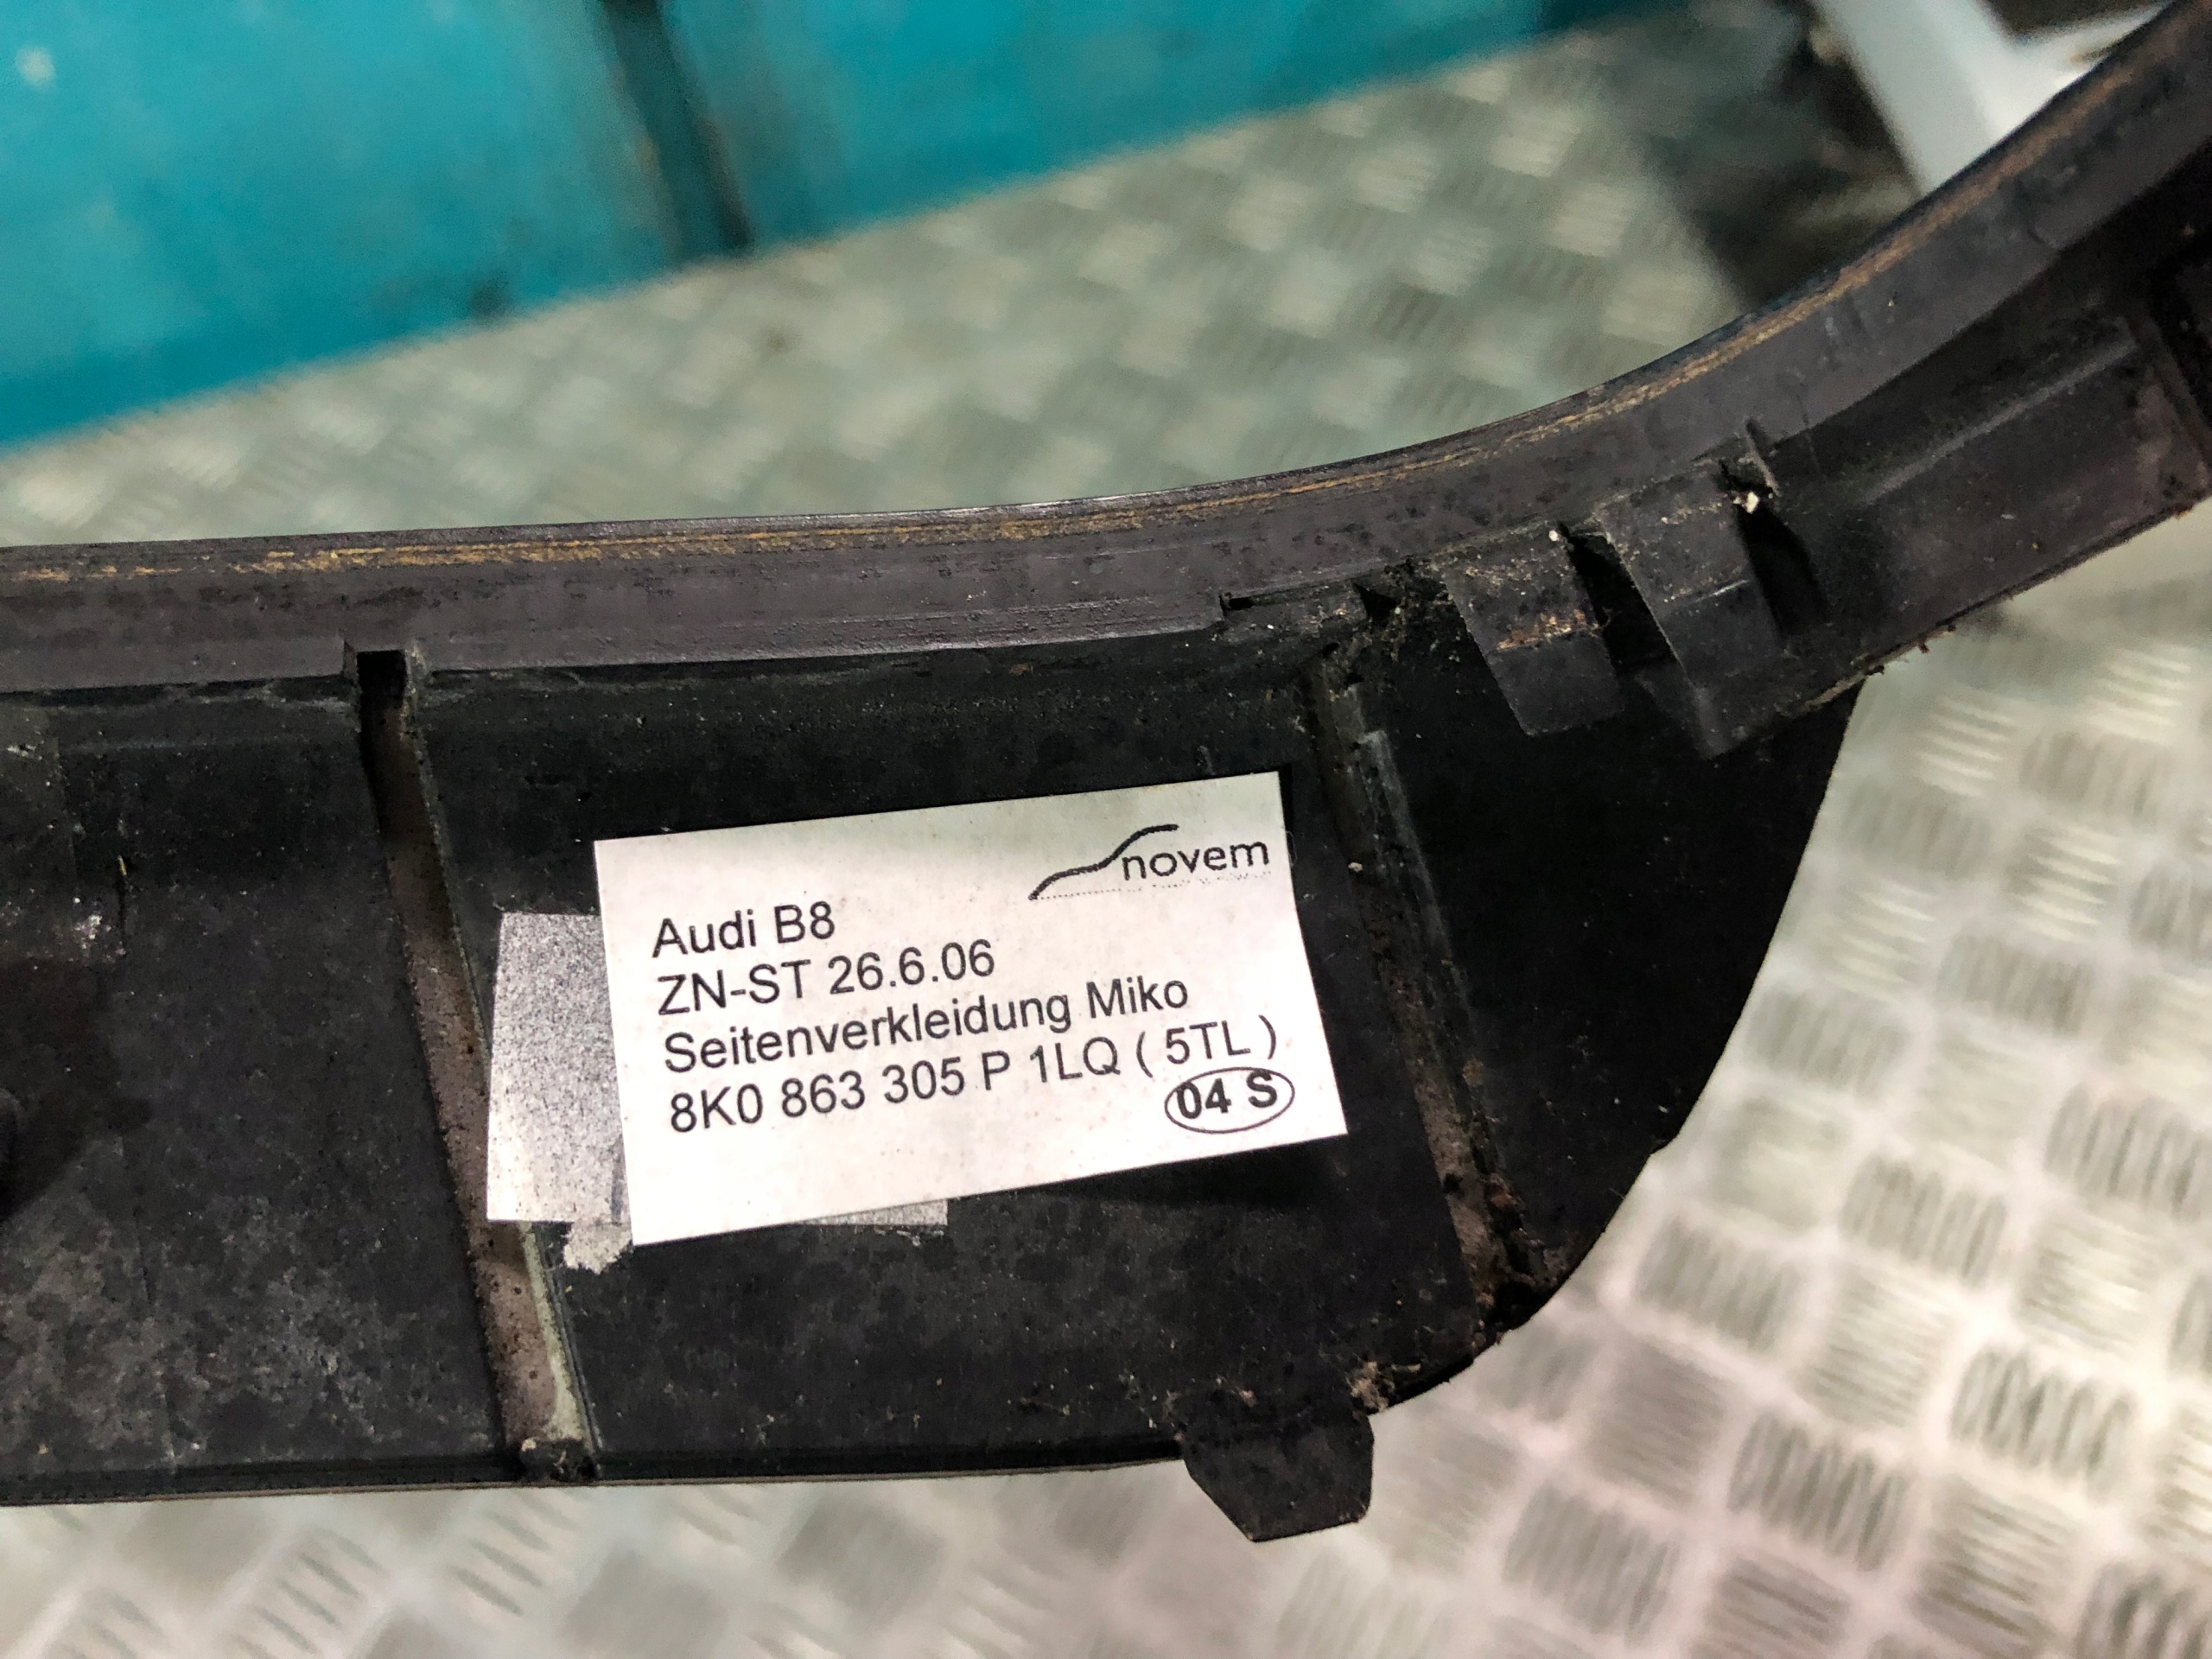 novem
Audi B8
ZN-ST 26.6.06
Seitenverkleidung Miko
8K0 863 305 P 1LQ ( 5TL )
04 S